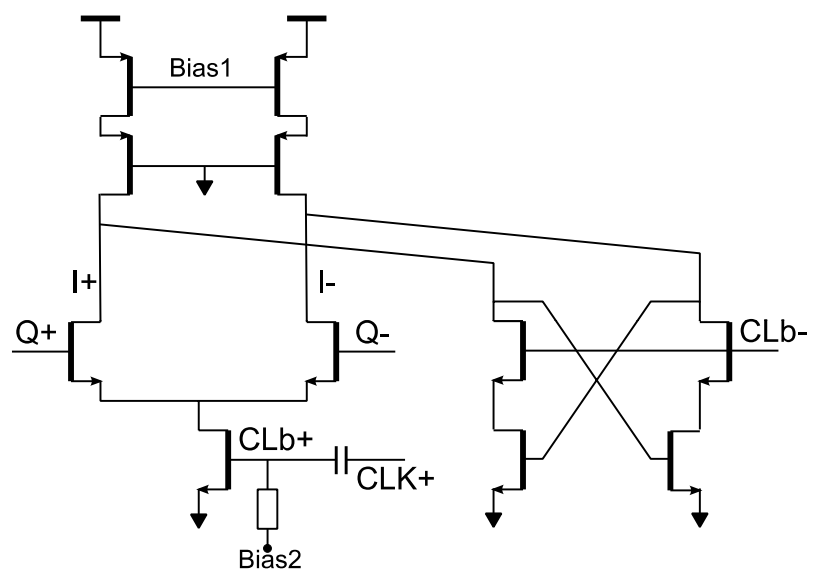 Bias1
I+
I-
Q+
Q-
CLb-
CLb+
CLK+
Bias2